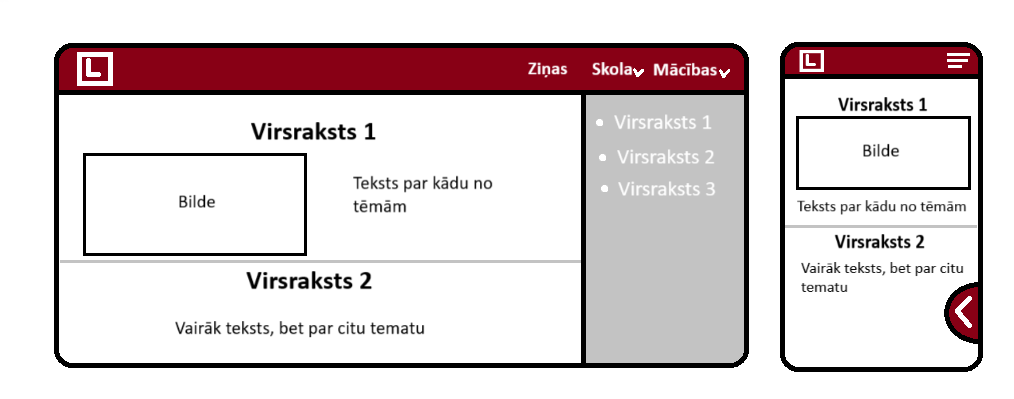 L
Ziņas Skola Mācības
Virsraksts 1
Bilde
Teksts par kādu no
tēmām
Virsraksts 2
Vairāk teksts, bet par citu tematu
Virsraksts 1
Virsraksts 2
Virsraksts 3
L
Virsraksts 1
Bilde
Teksts par kādu no tēmām
Virsraksts 2
Vairāk teksts, bet par citu
tematu